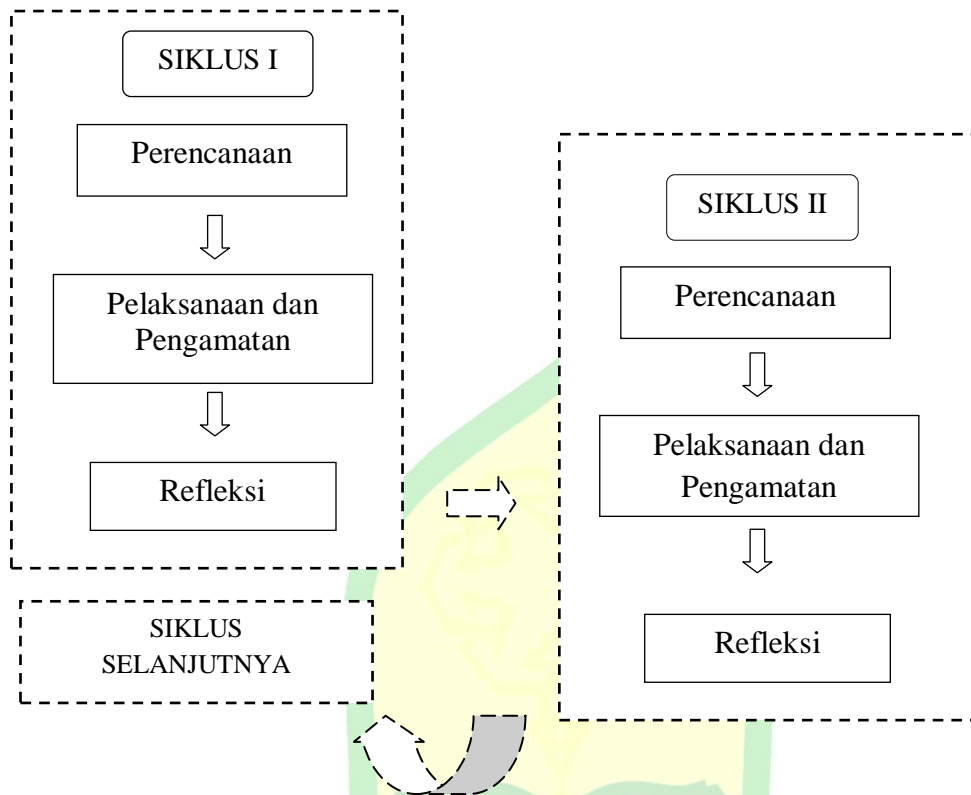 SIKLUS I
Perencanaan
Pelaksanaan dan
Pengamatan
Refleksi
SIKLUS II
Perencanaan
Pelaksanaan dan
Pengamatan
Refleksi
SIKLUS
SELANJUTNYA